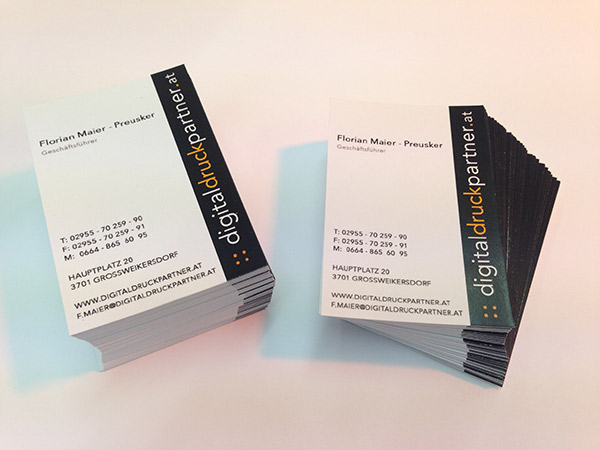 Florian Maier - Preusker
Geschäftsführer
T: 02955 - 70 259 - 90
F: 02955 - 70 259 - 91
M: 0664 - 865 60 95
HAUPTPLATZ 20
3701 GROSSWEIKERSDORF
WWW.DIGITALDRUCKPARTNER.AT
F.MAIER@DIGITALDRUCKPARTNER.AT
digitaldruckpartner.at
Florian Maier - Preusker
Geschäftsführer
T: 02955 - 70 259 - 90
F: 02955 - 70 259 - 91
M: 0664 - 865 60 95
HAUPTPLATZ 20
3701 GROSSWEIKERSDORF
WWW.DIGITALDRUCKPARTNER.AT
F.MAIER@DIGITALDRUCKPARTNER.AT
digitaldruckpartner.at